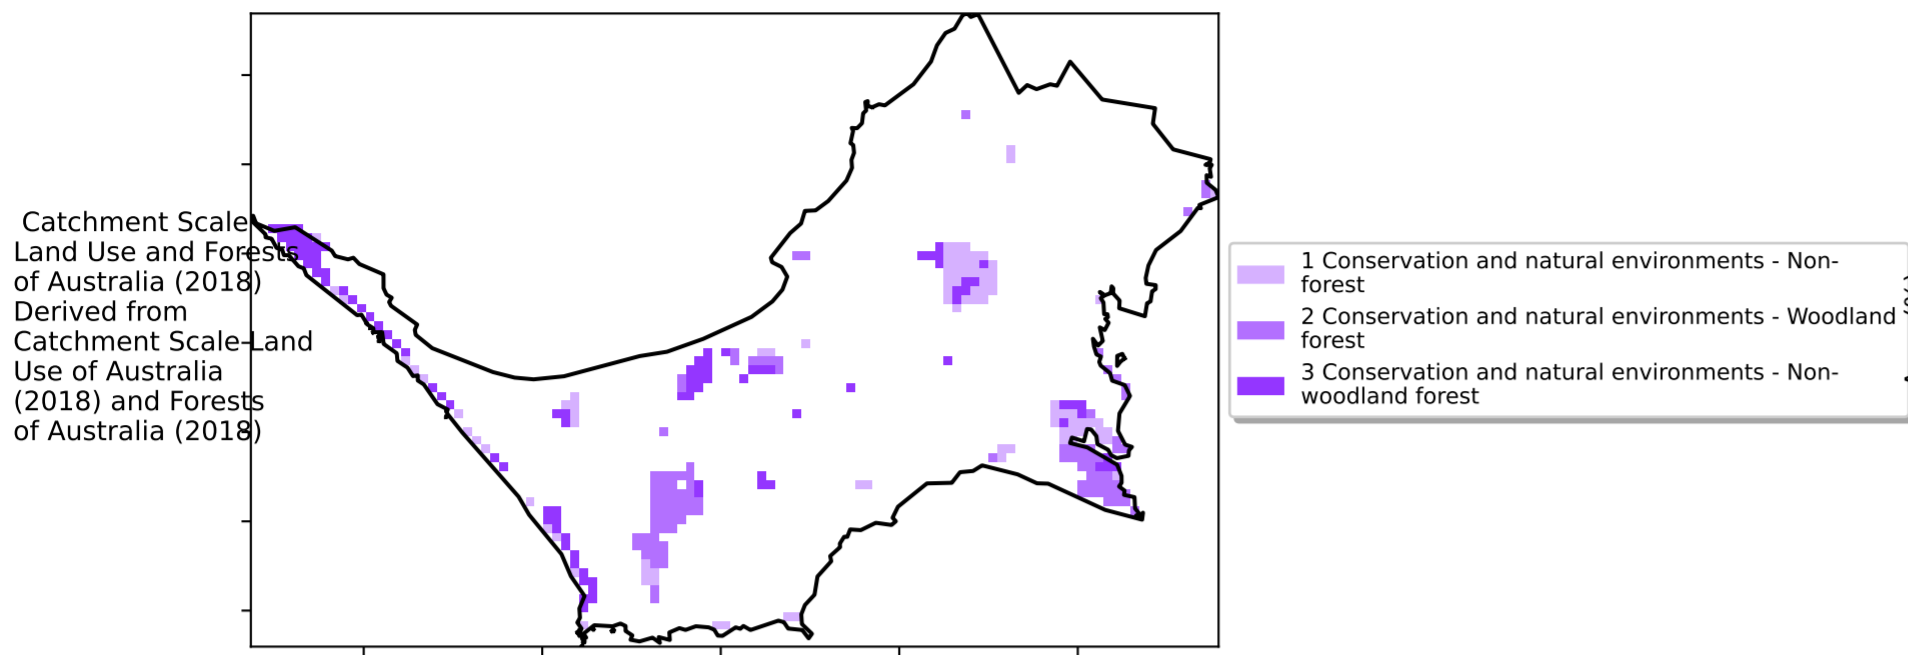 Catchment Scale
Land Use and Forests
of Australia (2018)
Derived from
Catchment Scale Land
Use of Australia
(2018) and Forests
of Australia (2018)
1 Conservation and natural environments - Non-
forest
2 Conservation and natural environments - Woodland
forest
3 Conservation and natural environments - Non-
woodland forest